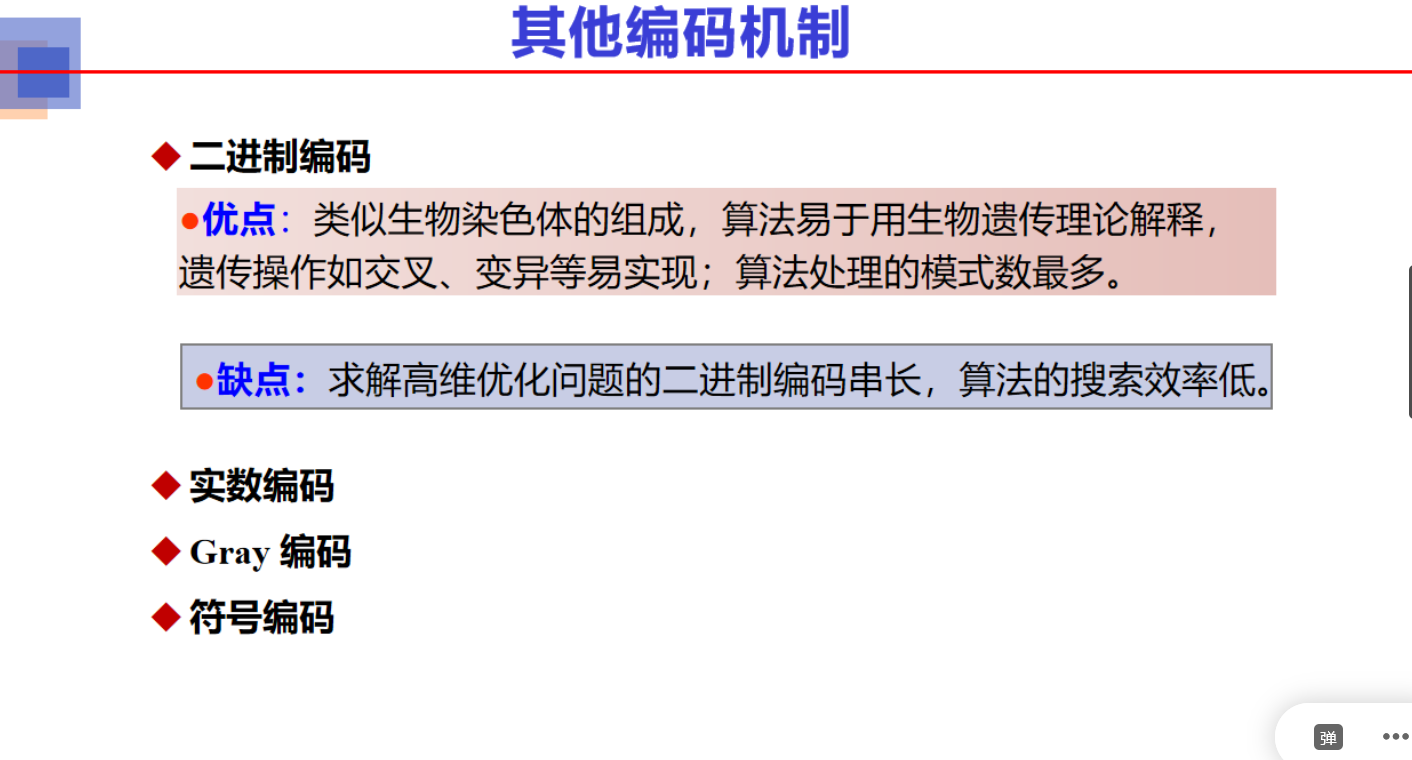 其他编码机制
◆ 二进制编码
●优点：类似生物染色体的组成，算法易于用生物遗传理论解释，
遗传操作如交叉、变异等易实现；算法处理的模式数最多。
●缺点：求解高维优化问题的二进制编码串长，算法的搜索效率低。
◆ 实数编码
◆ Gray 编码
◆ 符号编码
弹